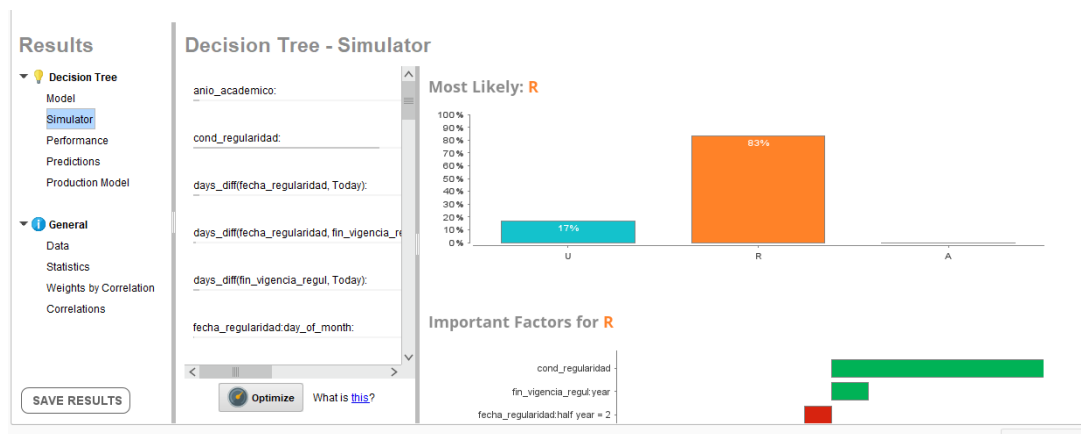 Results
Decision Tree
Model
Simulator
Performance
Predictions
Production Model
General
Data
Statistics
Weights by Correlation
Correlations
SAVE RESULTS
Decision Tree - Simulator
anio_academico:
cond_regularidad:
days_diff(fecha_regularidad, Today):
days_diff(fecha_regularidad, fin_vigencia_re
days_diff(fin_vigencia_regul, Today):
fecha_regularidad:day_of_month:
Optimize
What is this?
Most Likely: R
100%
90%
80%
70%
60%
50%
40%
30%
20%
10%
0%
17%
83%
U
R
A
Important Factors for R
cond_regularidad
fin_vigencia_regul:year
fecha_regularidad:half year = 2